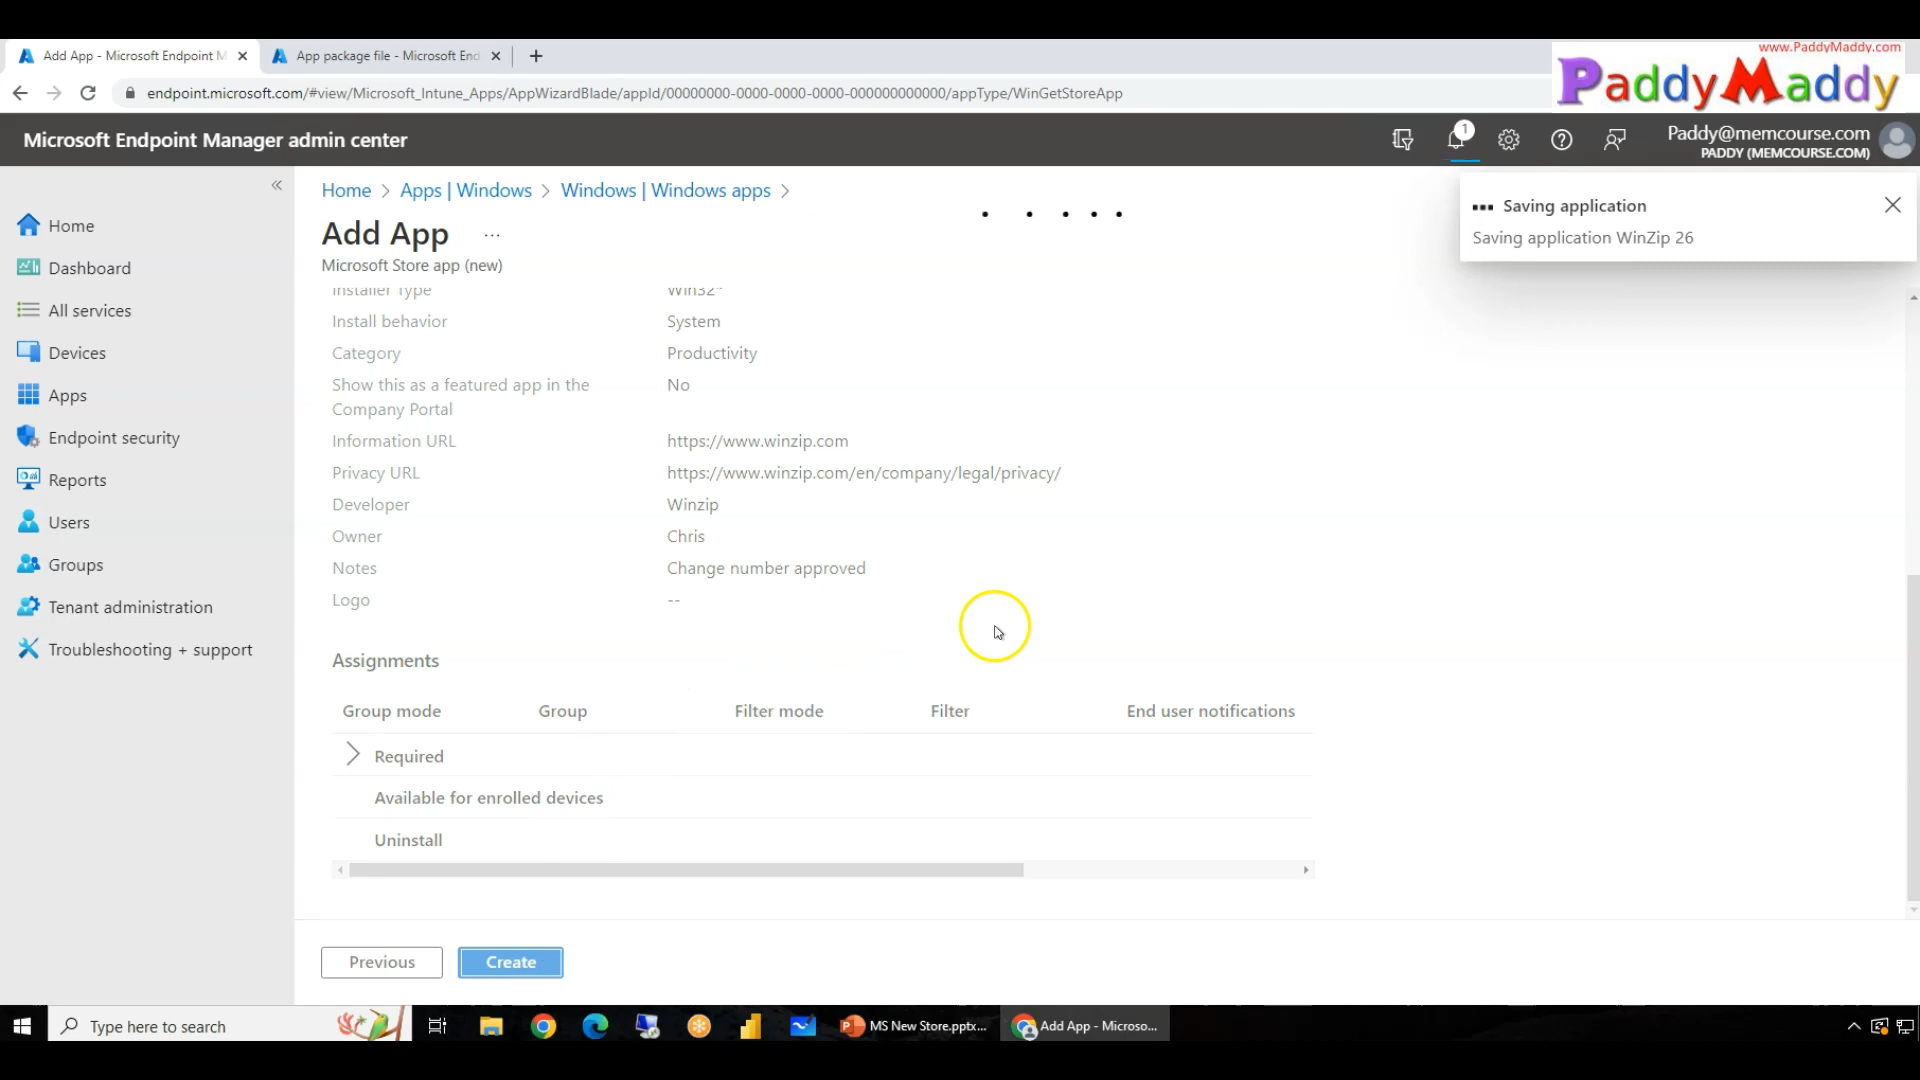 Add App - Microsoft Endpoint M
App package file - Microsoft End
www.PaddyMaddy.com
PaddyMaddy
endpoint.microsoft.com/#view/Microsoft_Intune_Apps/AppWizardBlade/appId/00000000-0000-0000-0000-000000000000/appType/WinGetStoreApp
Microsoft Endpoint Manager admin center
1
Paddy@memcourse.com
PADDY (MEMCOURSE.COM)
Home > Apps | Windows > Windows | Windows apps >
Add App ...
Microsoft Store app (new)
Saving application
Saving application WinZip 26
Home
Dashboard
All services
Devices
Apps
Endpoint security
Reports
Users
Groups
Tenant administration
Troubleshooting + support
Installer Type Win32*
Install behavior System
Category Productivity
Show this as a featured app in the No
Company Portal
Information URL https://www.winzip.com
Privacy URL https://www.winzip.com/en/company/legal/privacy/
Developer Winzip
Owner Chris
Notes Change number approved
Logo --
Assignments
Group mode Group Filter mode Filter End user notifications
Required
Available for enrolled devices
Uninstall
Previous Create
Type here to search
MS New Store.pptx...
Add App - Microso...